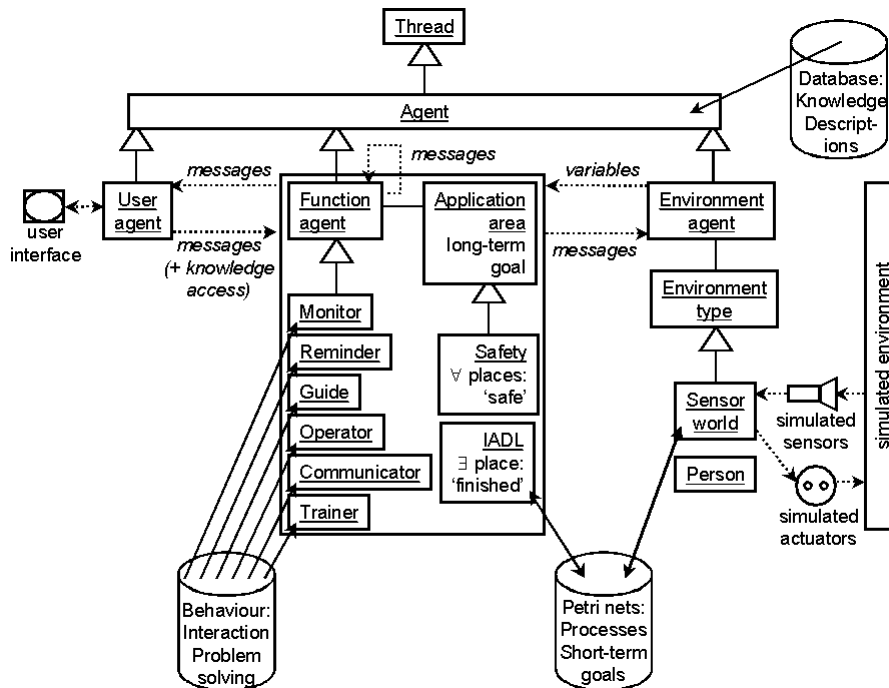 Thread
Database:
Knowledge
Descript-
ions
Agent
messages
messages
variables
User
agent
Function
agent
Application
area
long-term
goal
Environment
agent
user
interface
messages
(+ knowledge
access)
messages
Environment
type
Monitor
Reminder
Guide
Operator
Communicator
Trainer
Safety
∀ places:
‘safe’
IADL
∃ place:
‘finished’
Sensor
world
Person
simulated
sensors
simulated
actuators
simulated environment
Behaviour:
Interaction
Problem
solving
Petri nets:
Processes
Short-term
goals